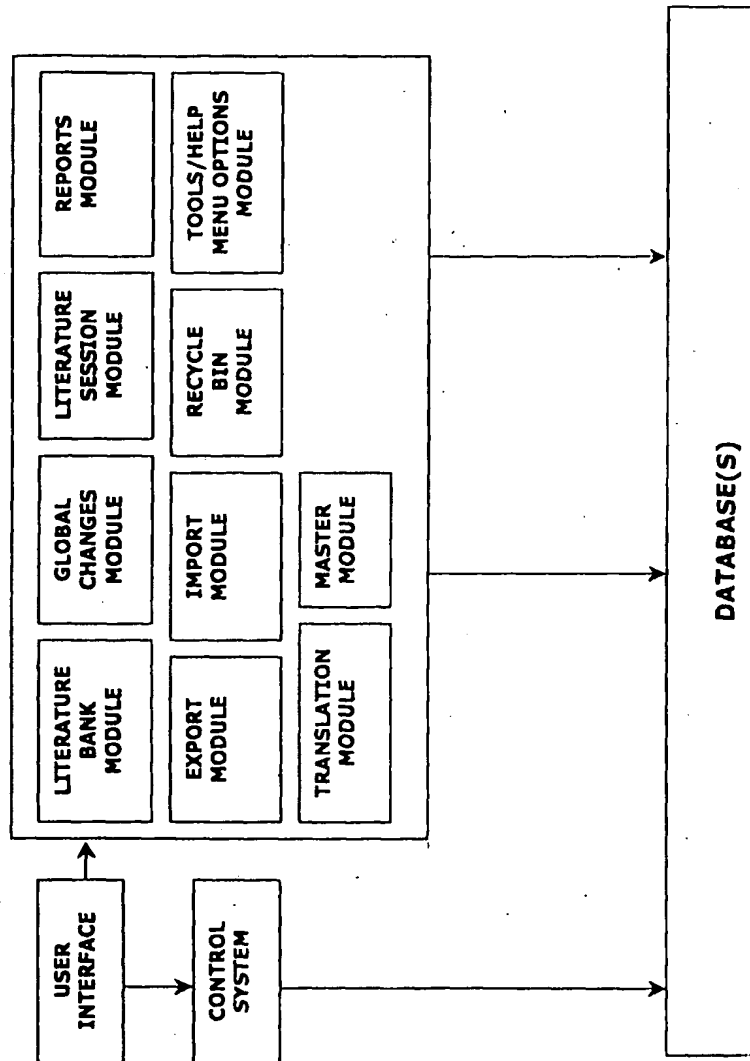 USER
INTERFACE
CONTROL
SYSTEM
LITERATURE
BANK
MODULE
GLOBAL
CHANGES
MODULE
LITERATURE
SESSION
MODULE
REPORTS
MODULE
EXPORT
MODULE
IMPORT
MODULE
RECYCLE
BIN
MODULE
TOOLS/HELP
MENU OPTIONS
MODULE
TRANSLATION
MODULE
MASTER
MODULE
DATABASE(S)